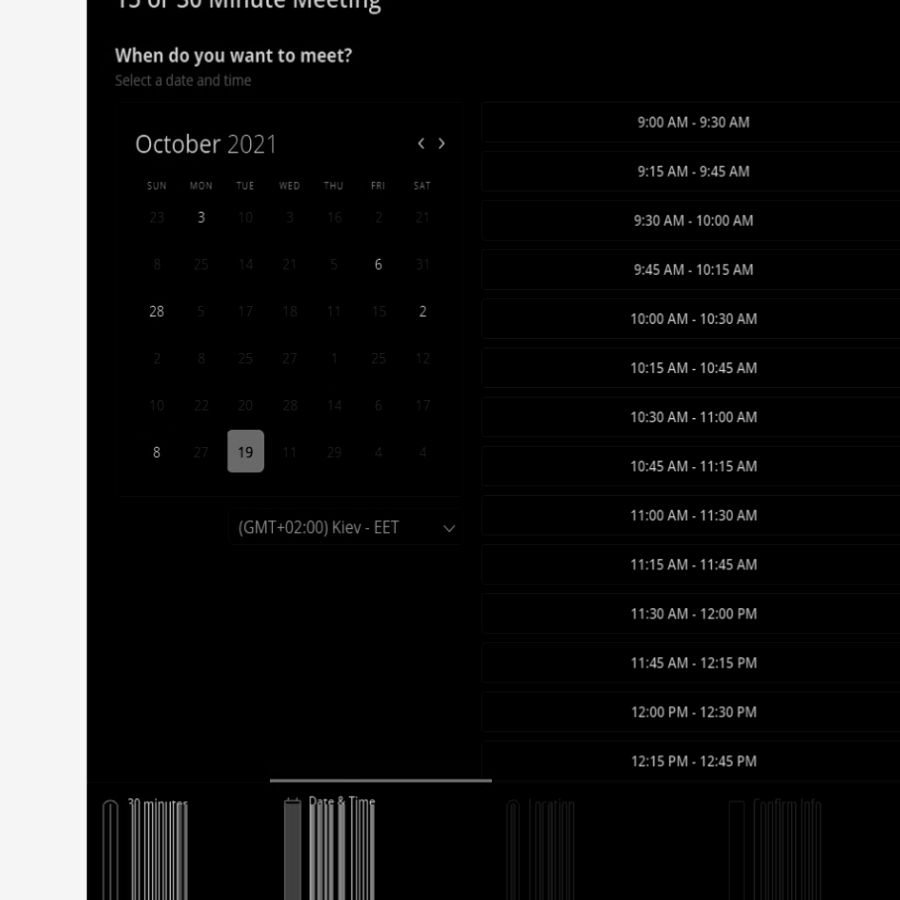 15 or 30 Minute Meeting
When do you want to meet?
Select a date and time
October 2021
SUN MON TUE WED THU FRI SAT
23 3 10 3 16 2 21
8 25 14 21 5 6 31
28 5 17 18 11 15 2
2 8 25 27 1 25 12
10 22 20 28 14 6 17
8 27 19 11 29 4 4
(GMT+02:00) Kiev - EET
9:00 AM - 9:30 AM
9:15 AM - 9:45 AM
9:30 AM - 10:00 AM
9:45 AM - 10:15 AM
10:00 AM - 10:30 AM
10:15 AM - 10:45 AM
10:30 AM - 11:00 AM
10:45 AM - 11:15 AM
11:00 AM - 11:30 AM
11:15 AM - 11:45 AM
11:30 AM - 12:00 PM
11:45 AM - 12:15 PM
12:00 PM - 12:30 PM
12:15 PM - 12:45 PM
30 minutes Date & Time Location Confirm Info